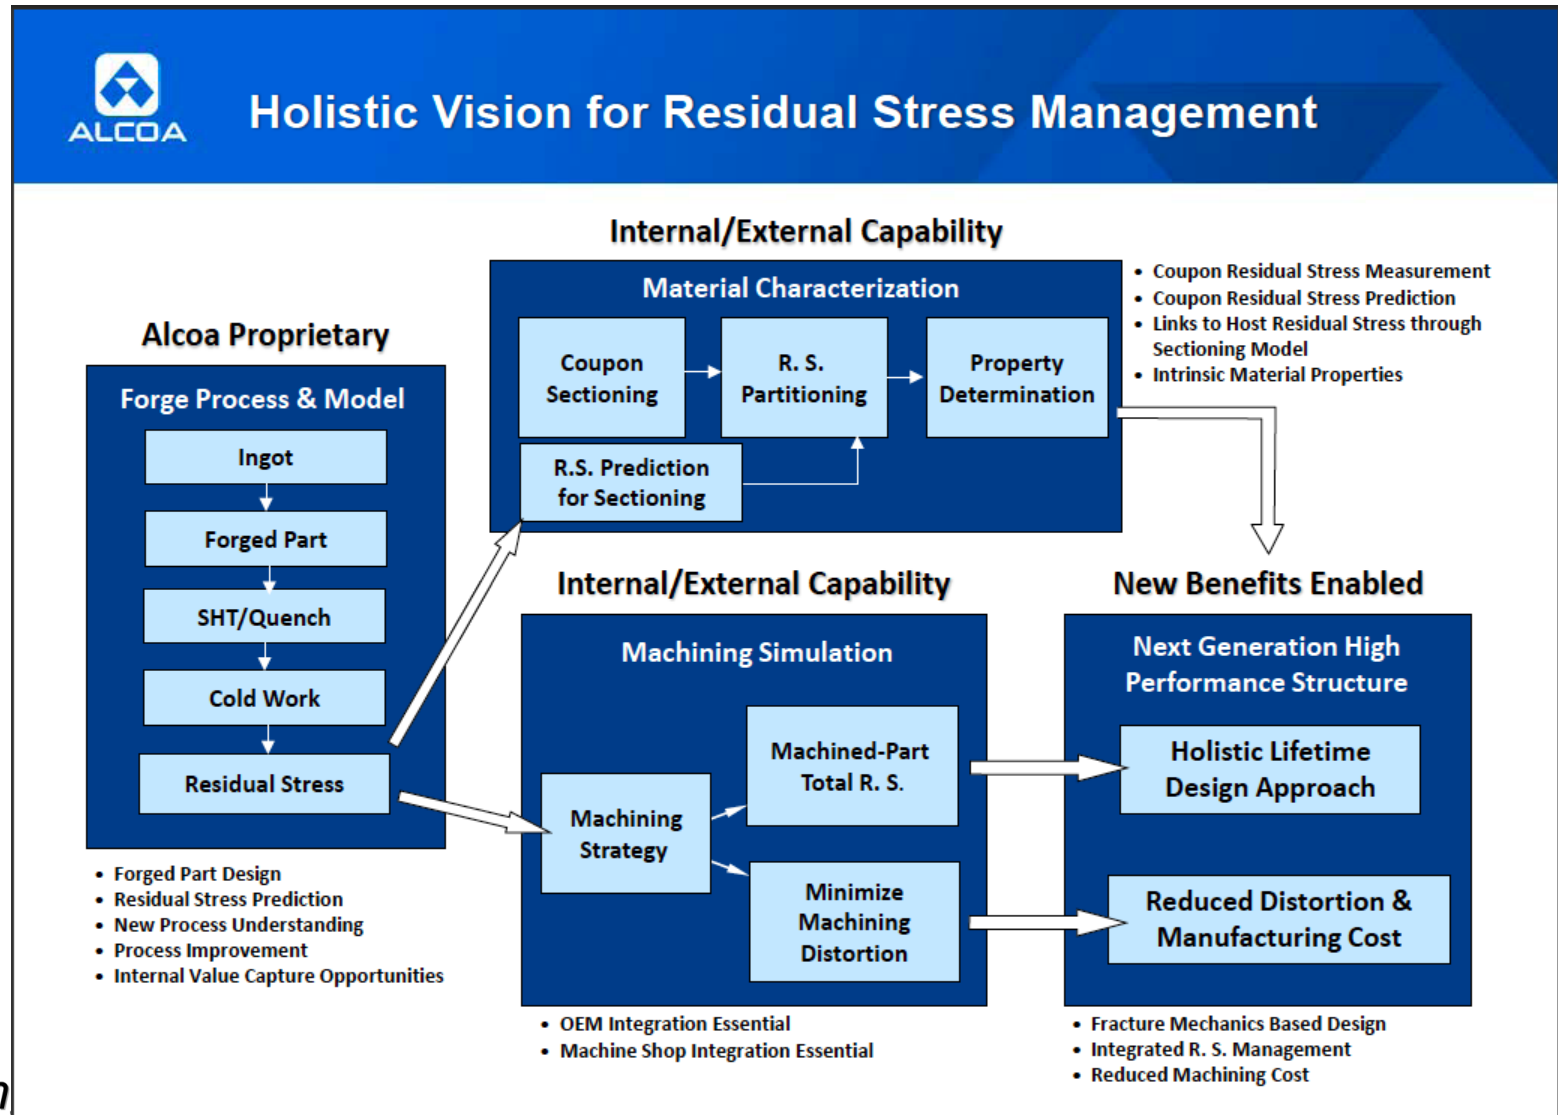 ALCOA
Holistic Vision for Residual Stress Management
Internal/External Capability
Material Characterization
Coupon
Sectioning
R. S.
Partitioning
Property
Determination
R.S. Prediction
for Sectioning
• Coupon Residual Stress Measurement
• Coupon Residual Stress Prediction
• Links to Host Residual Stress through
Sectioning Model
• Intrinsic Material Properties
Alcoa Proprietary
Forge Process & Model
Ingot
Forged Part
SHT/Quench
Cold Work
Residual Stress
• Forged Part Design
• Residual Stress Prediction
• New Process Understanding
• Process Improvement
• Internal Value Capture Opportunities
Internal/External Capability
Machining Simulation
Machining
Strategy
Machined-Part
Total R. S.
Minimize
Machining
Distortion
• OEM Integration Essential
• Machine Shop Integration Essential
New Benefits Enabled
Next Generation High
Performance Structure
Holistic Lifetime
Design Approach
Reduced Distortion &
Manufacturing Cost
• Fracture Mechanics Based Design
• Integrated R. S. Management
• Reduced Machining Cost